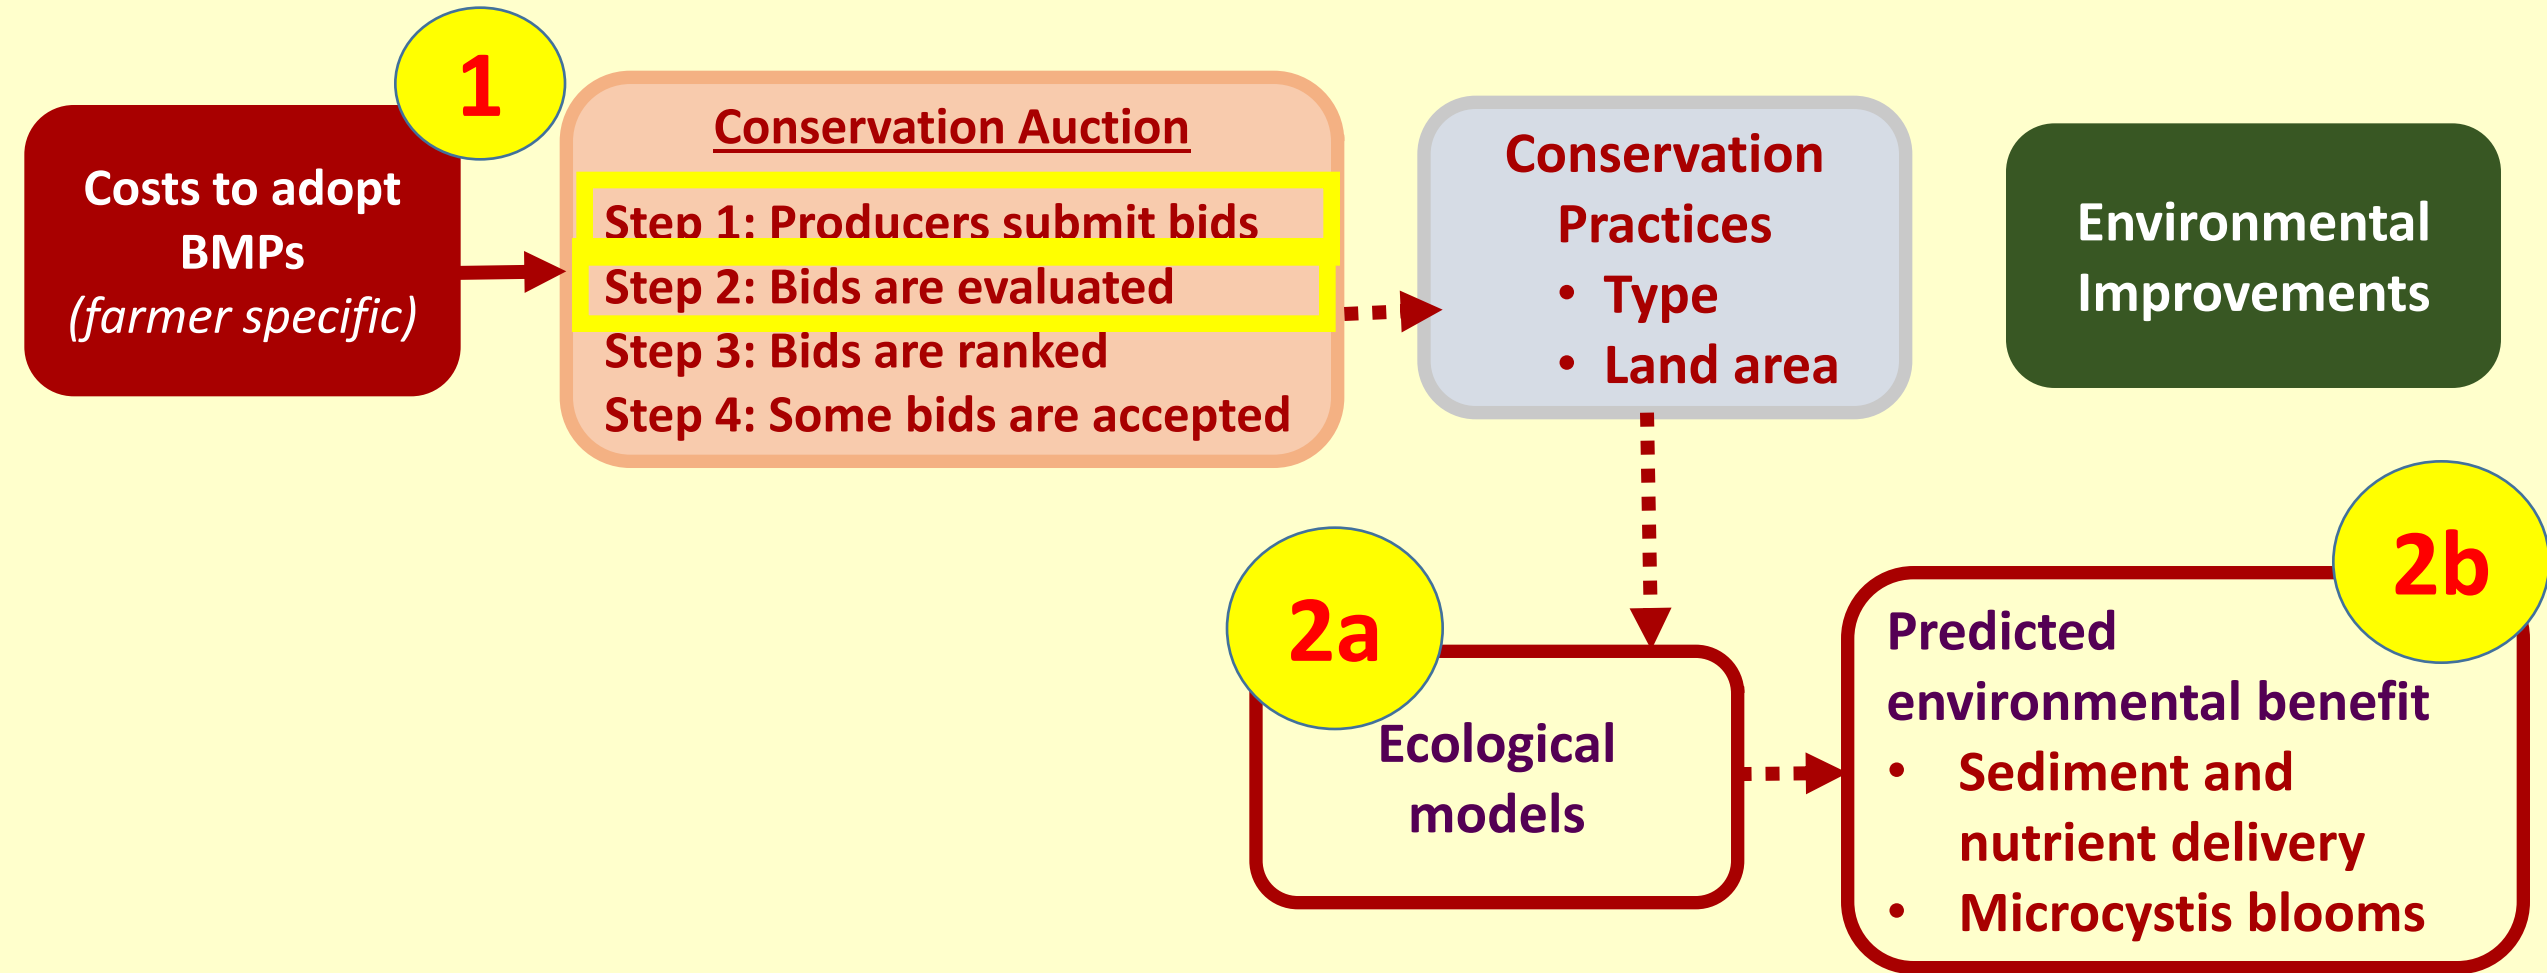 1
Costs to adopt
BMPs
(farmer specific)
Conservation Auction
Step 1: Producers submit bids
Step 2: Bids are evaluated
Step 3: Bids are ranked
Step 4: Some bids are accepted
Conservation
Practices
• Type
• Land area
Environmental
Improvements
2a
Ecological
models
2b
Predicted
environmental benefit
• Sediment and
nutrient delivery
• Microcystis blooms